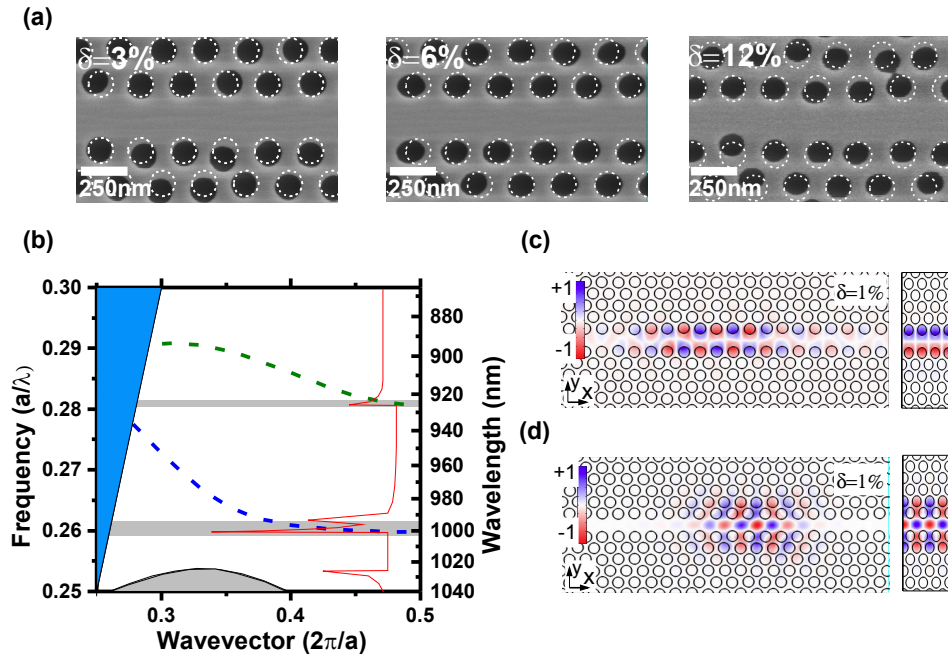 (a)
δ=3%
250nm
δ=6%
250nm
δ=12%
250nm
(b)
0.30
0.29
0.28
0.27
0.26
0.25
Frequency (a/λ)
0.3
0.4
0.5
Wavevector (2π/a)
880
900
920
940
960
980
1000
1020
1040
Wavelength (nm)
(c)
+1
-1
δ=1%
y
x
(d)
+1
-1
δ=1%
y
x